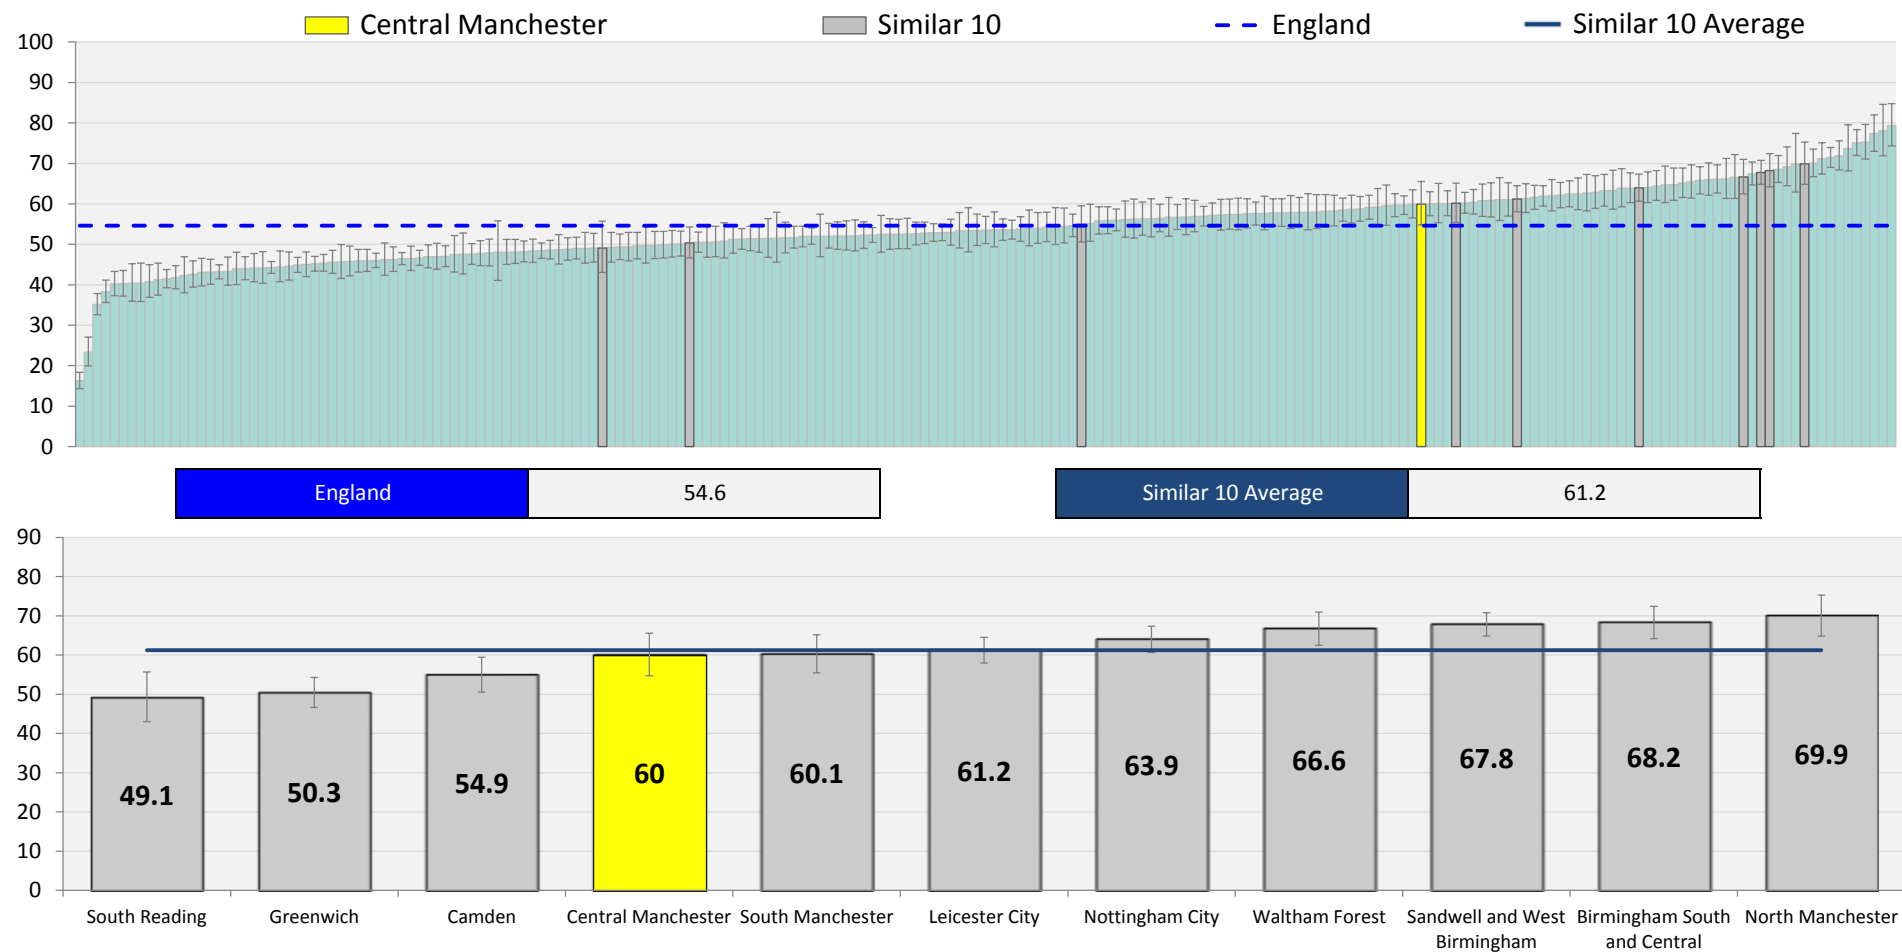 Central Manchester
Similar 10
England
Similar 10 Average
100
90
80
70
60
50
40
30
20
10
0
England
54.6
Similar 10 Average
61.2
90
80
70
60
50
40
30
20
10
0
49.1
50.3
54.9
60
60.1
61.2
63.9
66.6
67.8
68.2
69.9
South Reading
Greenwich
Camden
Central Manchester
South Manchester
Leicester City
Nottingham City
Waltham Forest
Sandwell and West
Birmingham
Birmingham South
and Central
North Manchester